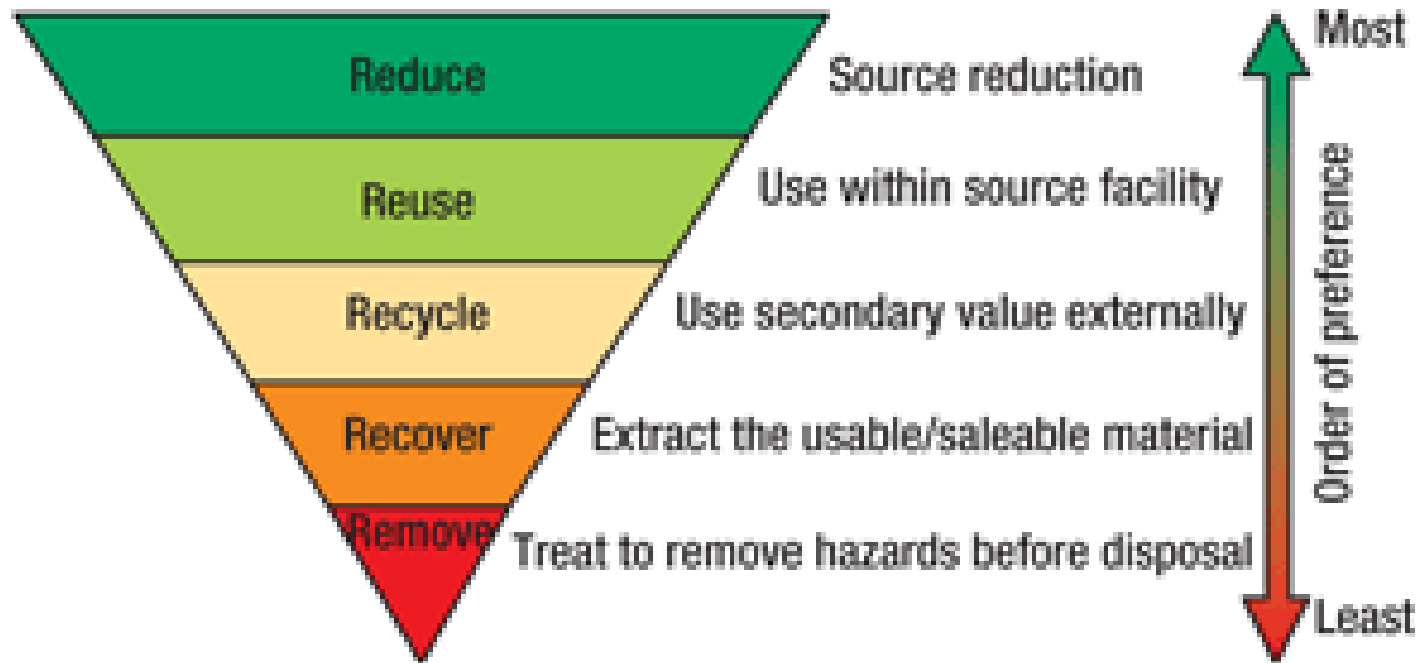 Most
Reduce
Source reduction
Reuse
Use within source facility
Recycle
Use secondary value externally
Order of preference
Recover
Extract the usable/saleable material
Remove
Treat to remove hazards before disposal
Least